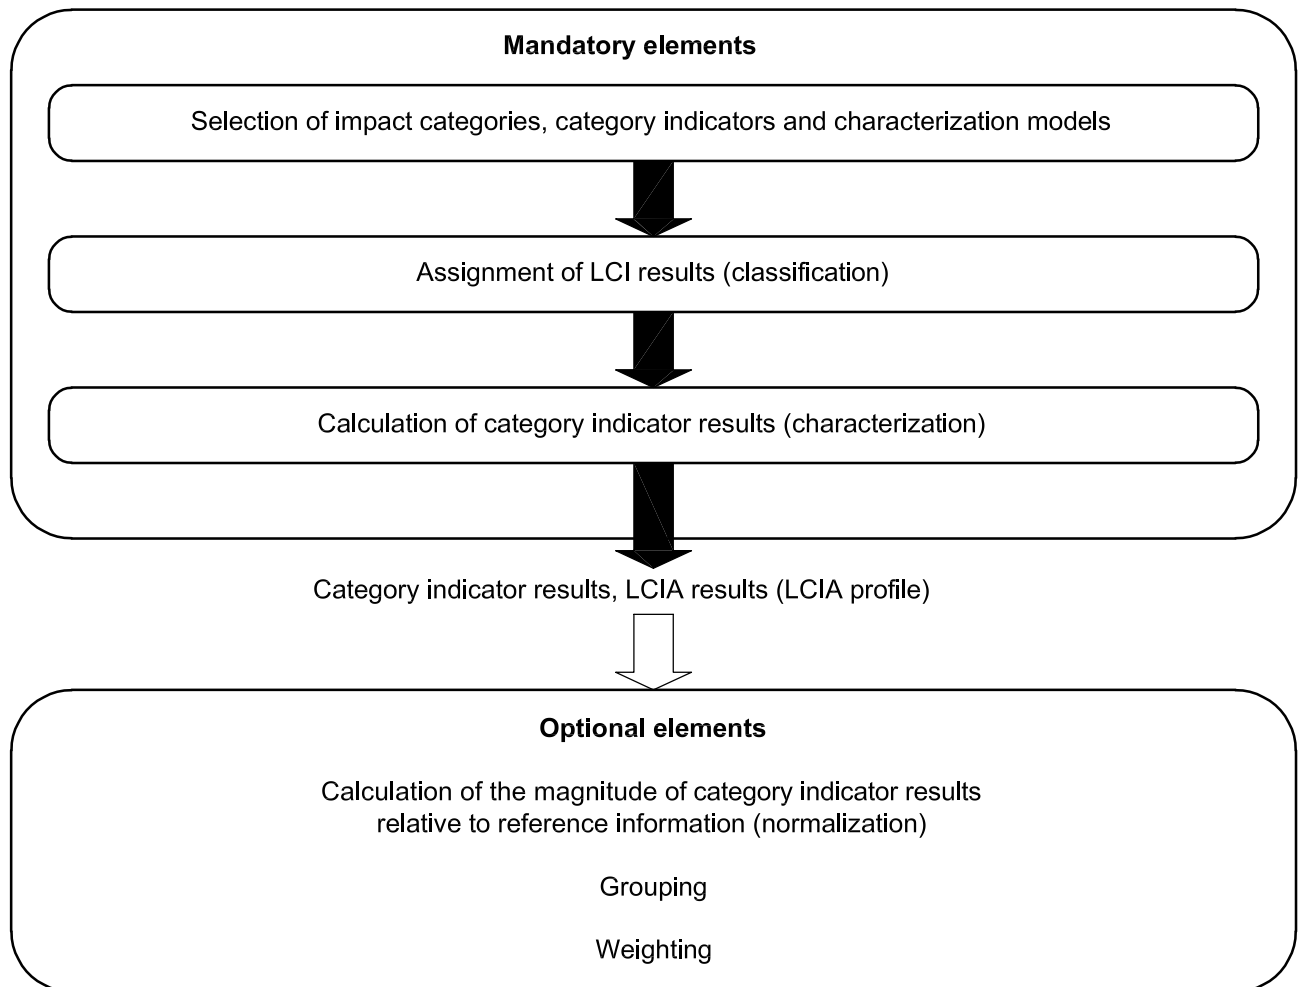 Mandatory elements
Selection of impact categories, category indicators and characterization models
Assignment of LCI results (classification)
Calculation of category indicator results (characterization)
Category indicator results, LCIA results (LCIA profile)
Optional elements
Calculation of the magnitude of category indicator results
relative to reference information (normalization)
Grouping
Weighting